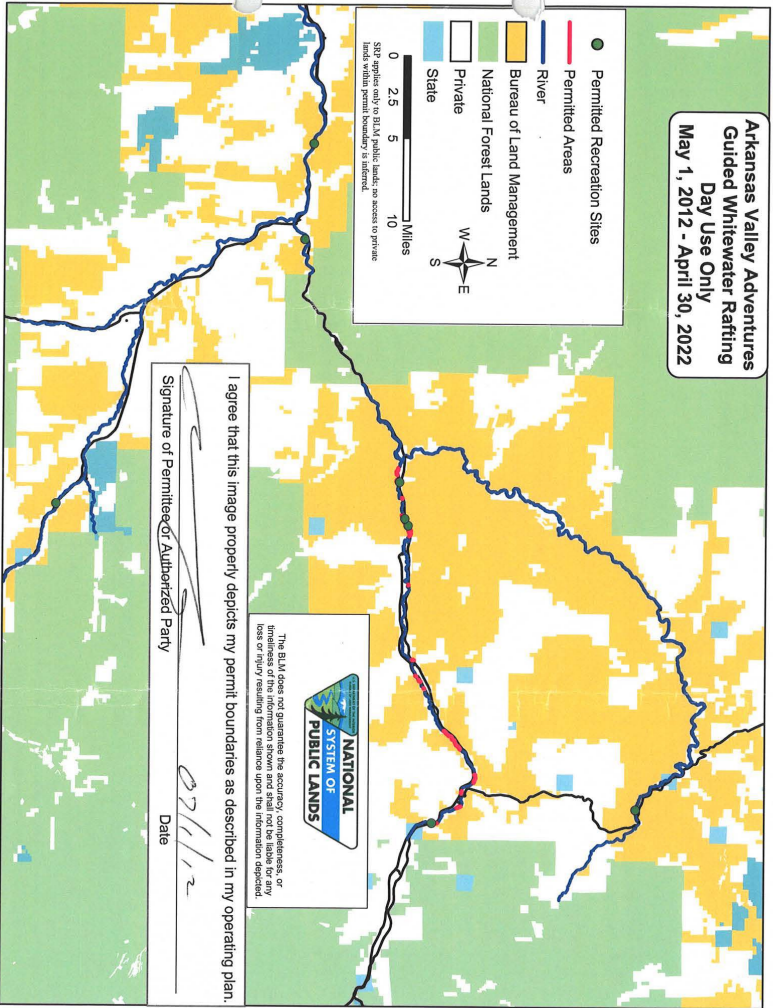 Arkansas Valley Adventures
Guided Whitewater Rafting
Day Use Only
May 1, 2012 - April 30, 2022
Permitted Recreation Sites
Permitted Areas
River
Bureau of Land Management
National Forest Lands
Private
State
N
W
E
S
0 2.5 5 10
Miles
SRP applies only to BLM public lands; no access to private
lands within permit boundary is inferred.
NATIONAL
SYSTEM OF
PUBLIC LANDS
The BLM does not guarantee the accuracy, completeness, or
timeliness of the information shown and shall not be liable for any
loss or injury resulting from reliance upon the information depicted.
I agree that this image properly depicts my permit boundaries as described in my operating plan.
Signature of Permittee or Authorized Party
Date